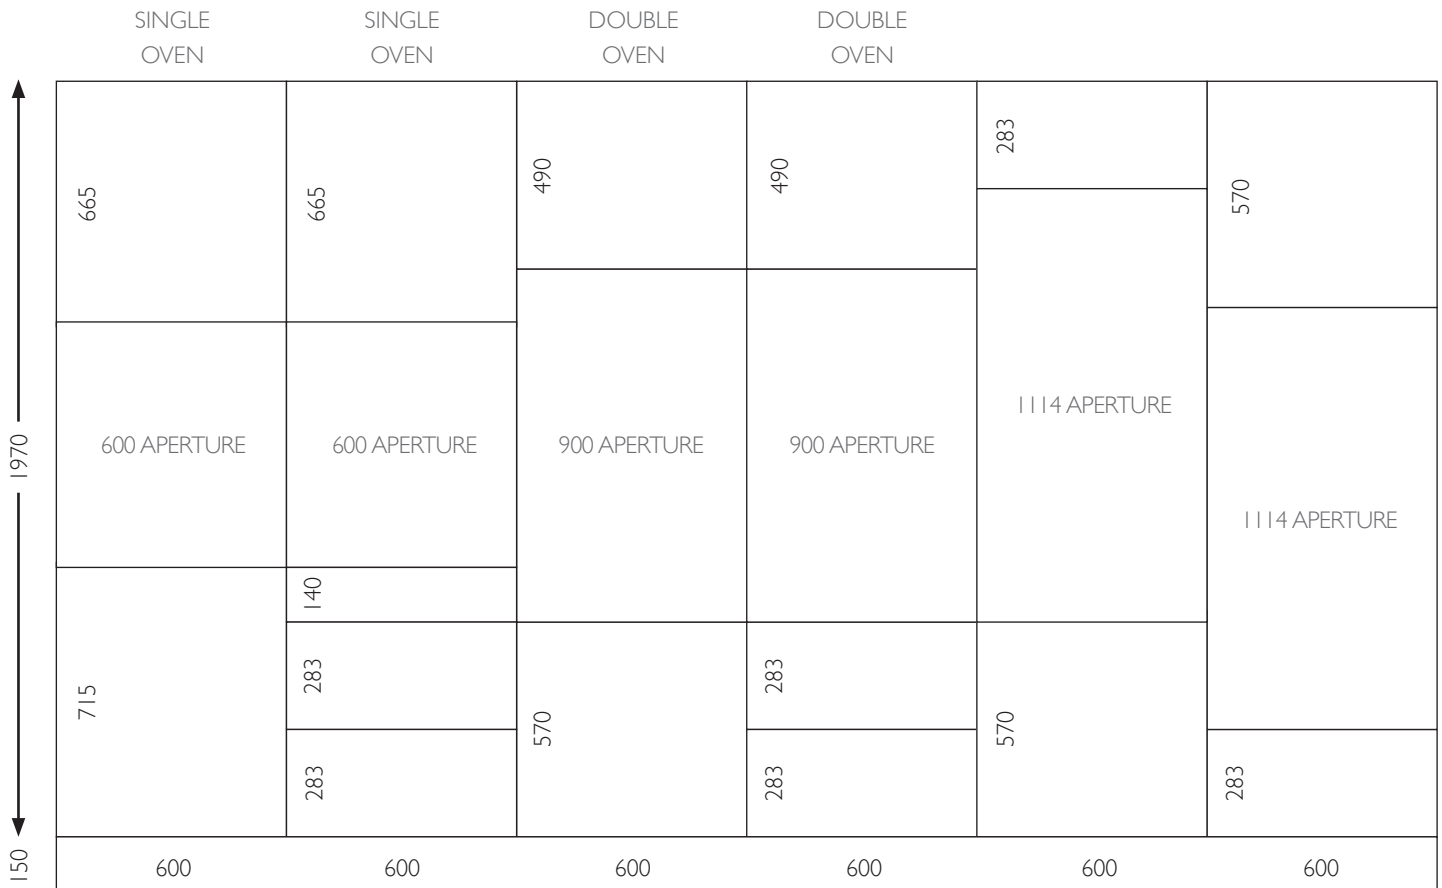 SINGLE
OVEN
SINGLE
OVEN
DOUBLE
OVEN
DOUBLE
OVEN
1970
150
665
600 APERTURE
715
600
665
600 APERTURE
140
283
283
600
490
900 APERTURE
570
600
490
900 APERTURE
283
283
600
283
1114 APERTURE
570
600
570
1114 APERTURE
283
600